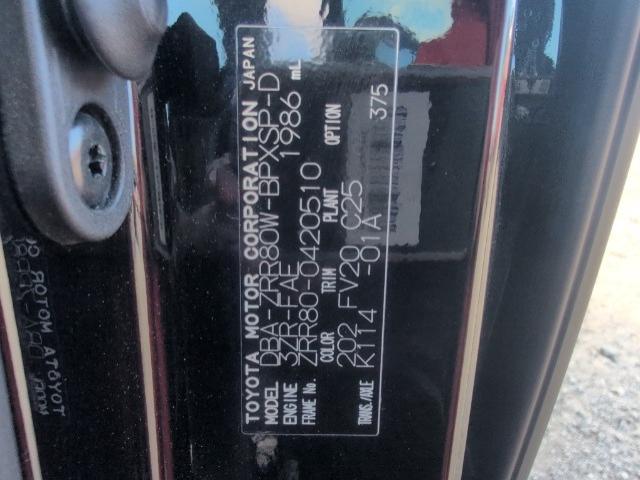 TOYOTA MOTOR CORPORATION JAPAN
MODEL DBA-ZRR80W-BPXSP-D
ENGINE 3ZR-FAE 1986 mL
FRAME No. ZRR80-0420510
COLOR TRIM PLANT OPTION
202 FV20 C25 375
TRANS./AXLE K114 -01A